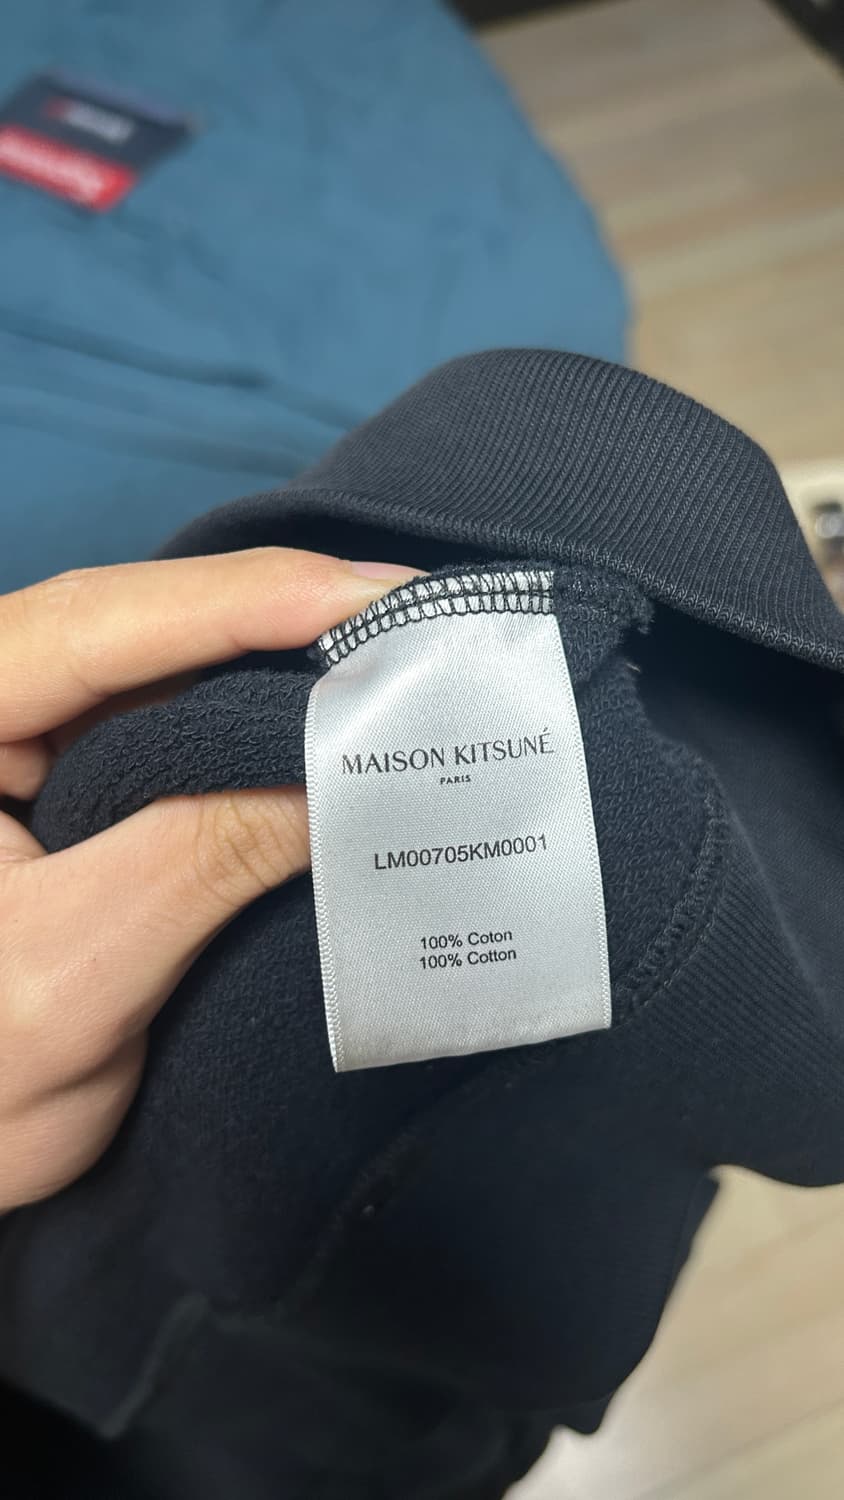 MAISON KITSUNÉ
PARIS
LM00705KM0001
100% Coton
100% Cotton